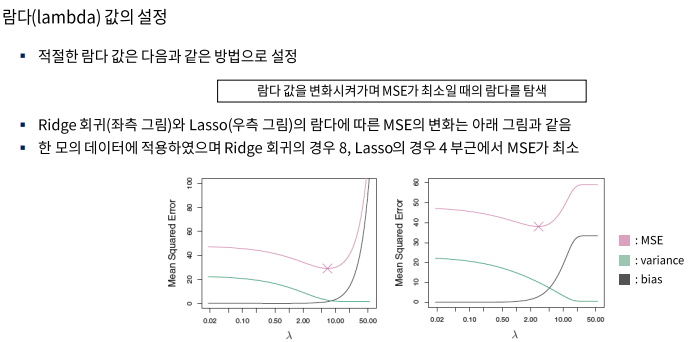 람다(lambda) 값의 설정
▪ 적절한 람다 값은 다음과 같은 방법으로 설정
람다 값을 변화시켜가며 MSE가 최소일 때의 람다를 탐색
▪ Ridge 회귀(좌측 그림)와 Lasso(우측 그림)의 람다에 따른 MSE의 변화는 아래 그림과 같음
▪ 한 모의 데이터에 적용하였으며 Ridge 회귀의 경우 8, Lasso의 경우 4 부근에서 MSE가 최소
Mean Squared Error
100
80
60
40
20
0
0.02 0.10 0.50 2.00 10.00 50.00
λ
Mean Squared Error
60
50
40
30
20
10
0
0.02 0.10 0.50 2.00 10.00 50.00
λ
: MSE
: variance
: bias